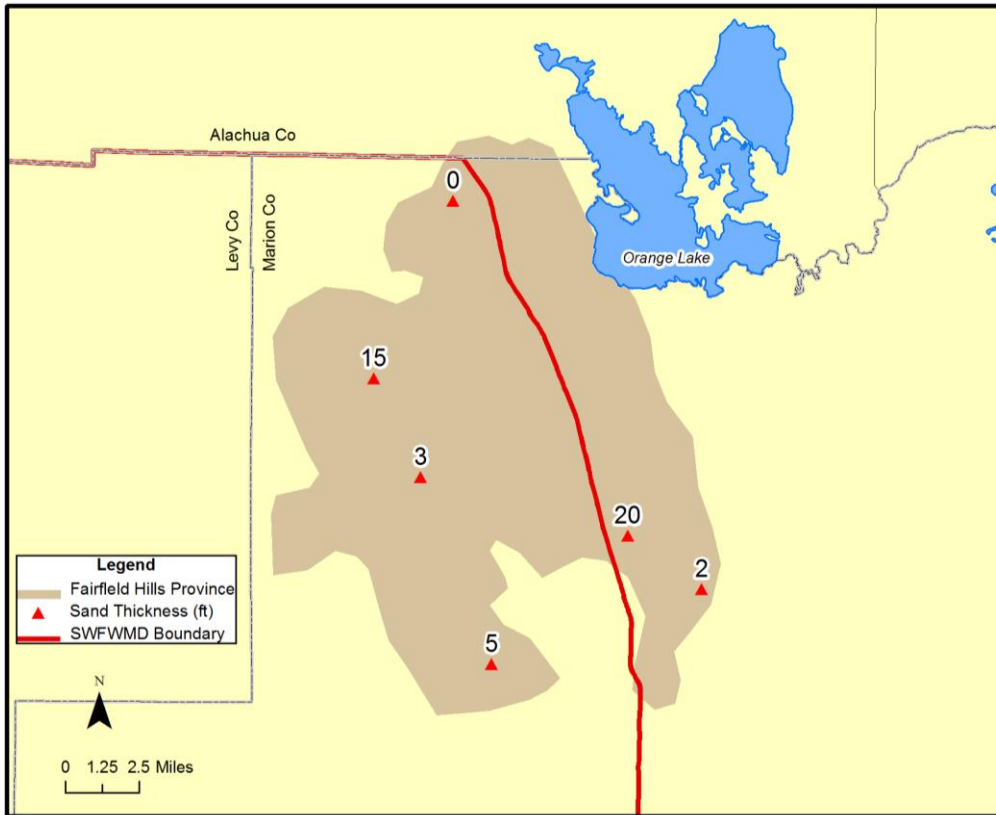 Alachua Co
0
Levy Co
Marion Co
Orange Lake
15
3
20
2
5
Legend
Fairfield Hills Province
Sand Thickness (ft)
SWFWMD Boundary
N
0 1.25 2.5 Miles